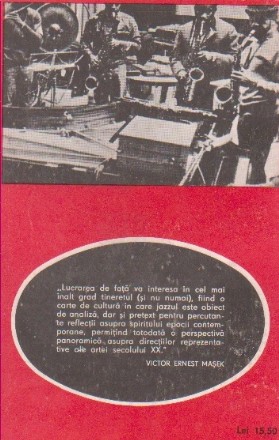 „Lucrarea de față va interesa în cel mai
înalt grad tineretul (și nu numai), fiind o
carte de cultură în care jazzul este obiect
de analiză, dar și pretext pentru percutan-
te reflecții asupra spiritului epocii contem-
porane, permițînd totodată o perspectivă
panoramică asupra direcțiilor reprezenta-
tive ale artei secolului XX."
VICTOR ERNEST MAȘEK
Lei 15,50